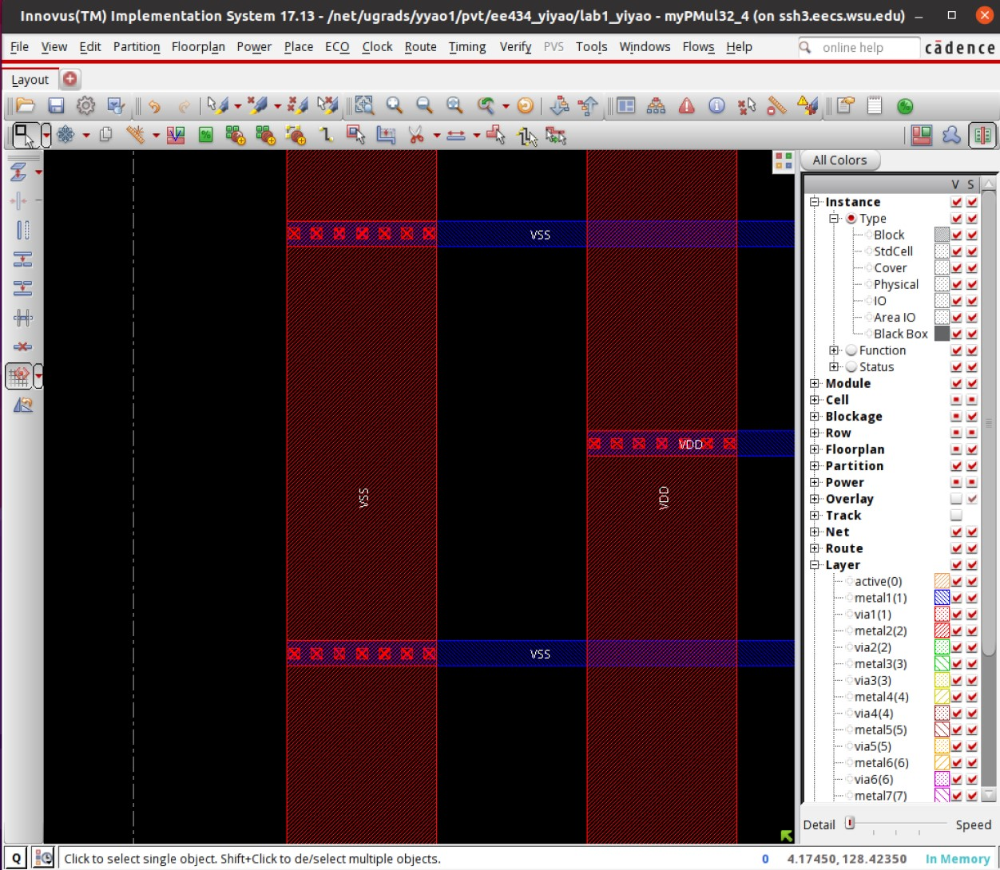 Innovus(TM) Implementation System 17.13 - /net/ugrads/yyao1/pvt/ee434_yiyao/lab1_yiyao - myPMul32_4 (on ssh3.eecs.wsu.edu)
File View Edit Partition Floorplan Power Place ECO Clock Route Timing Verify PVS Tools Windows Flows Help
online help
cādence
Layout
All Colors
V S
Instance
Type
Block
StdCell
Cover
Physical
IO
Area IO
Black Box
Function
Status
Module
Cell
Blockage
Row
Floorplan
Partition
Power
Overlay
Track
Net
Route
Layer
active(0)
metal1(1)
via1(1)
metal2(2)
via2(2)
metal3(3)
via3(3)
metal4(4)
via4(4)
metal5(5)
via5(5)
metal6(6)
via6(6)
metal7(7)
VSS
VDD
VSS
VDD
VSS
Detail Speed
Q
Click to select single object. Shift+Click to de/select multiple objects.
0
4.17450, 128.42350
In Memory